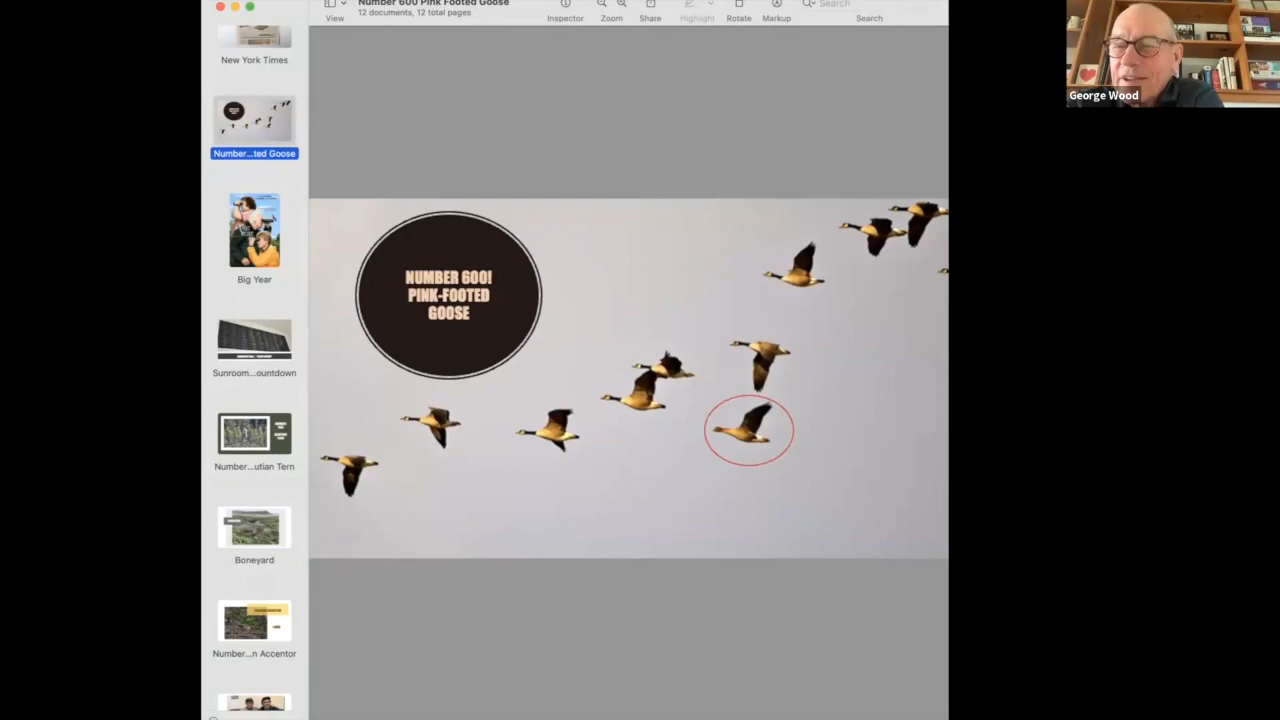 Number 600 Pink Footed Goose
12 documents, 12 total pages
View
Inspector
Zoom
Share
Highlight
Rotate
Markup
Search
Search
New York Times
Number...ted Goose
Big Year
Sunroom...ountdown
Number...utian Tern
Boneyard
Number...n Accentor
NUMBER 600!
PINK-FOOTED
GOOSE
George Wood